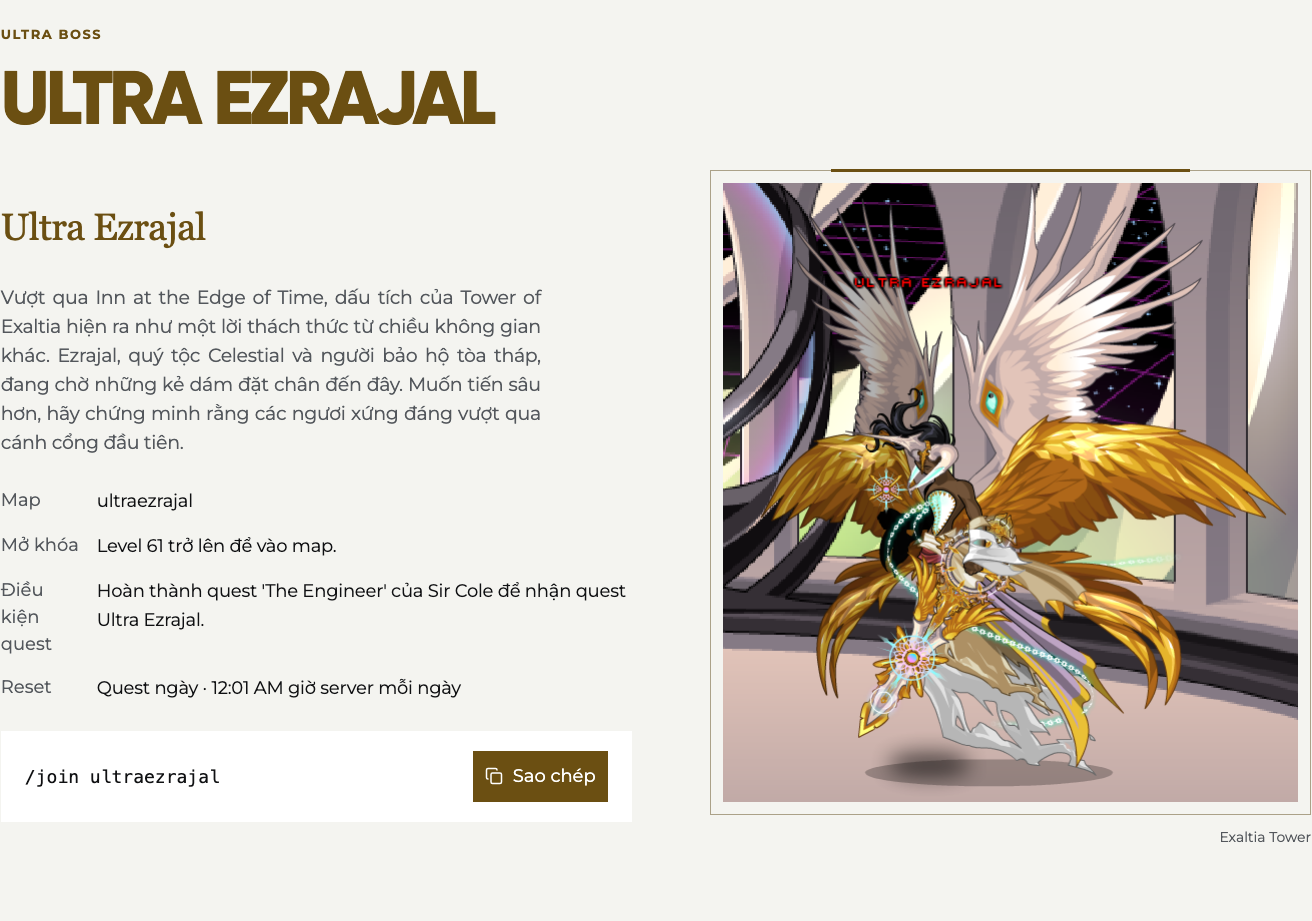 ULTRA BOSS
ULTRA EZRAJAL
Ultra Ezrajal
Vượt qua Inn at the Edge of Time, dấu tích của Tower of
Exaltia hiện ra như một lời thách thức từ chiều không gian
khác. Ezrajal, quý tộc Celestial và người bảo hộ tòa tháp,
đang chờ những kẻ dám đặt chân đến đây. Muốn tiến sâu
hơn, hãy chứng minh rằng các ngươi xứng đáng vượt qua
cánh cổng đầu tiên.
Map ultraezrajal
Mở khóa Level 61 trở lên để vào map.
Điều kiện quest Hoàn thành quest 'The Engineer' của Sir Cole để nhận quest
Ultra Ezrajal.
Reset Quest ngày · 12:01 AM giờ server mỗi ngày
/join ultraezrajal Sao chép
ULTRA EZRAJAL
Exaltia Tower